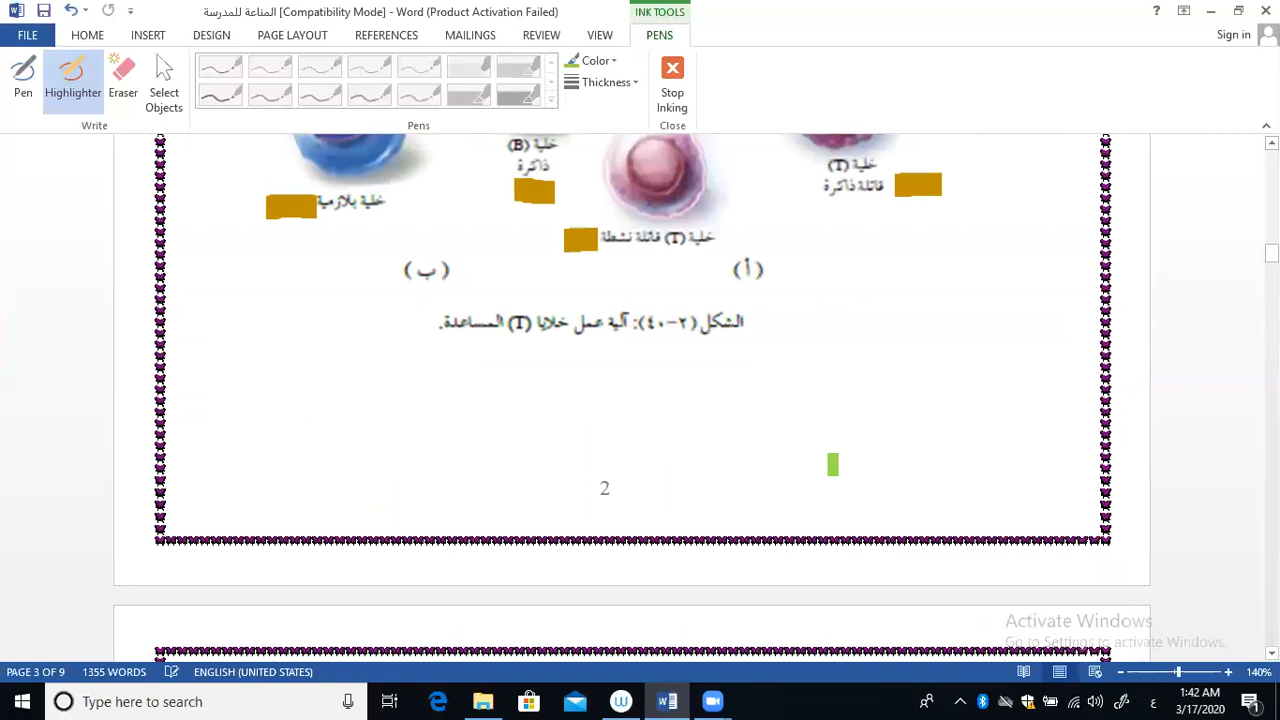 المناعة للمدرسة [Compatibility Mode] - Word (Product Activation Failed)
INK TOOLS
FILE
HOME
INSERT
DESIGN
PAGE LAYOUT
REFERENCES
MAILINGS
REVIEW
VIEW
PENS
Sign in
Pen
Highlighter
Eraser
Select Objects
Color
Thickness
Stop Inking
Write
Pens
Close
خلية (B)
ذاكرة
خلية (T)
قاتلة ذاكرة
خلية بلازمية
خلية (T) قاتلة نشطة
(أ)
(ب)
الشكل (٢-٤٠): آلية عمل خلايا (T) المساعدة.
2
Activate Windows
Go to Settings to activate Windows.
PAGE 3 OF 9
1355 WORDS
ENGLISH (UNITED STATES)
140%
Type here to search
ع
1:42 AM
3/17/2020